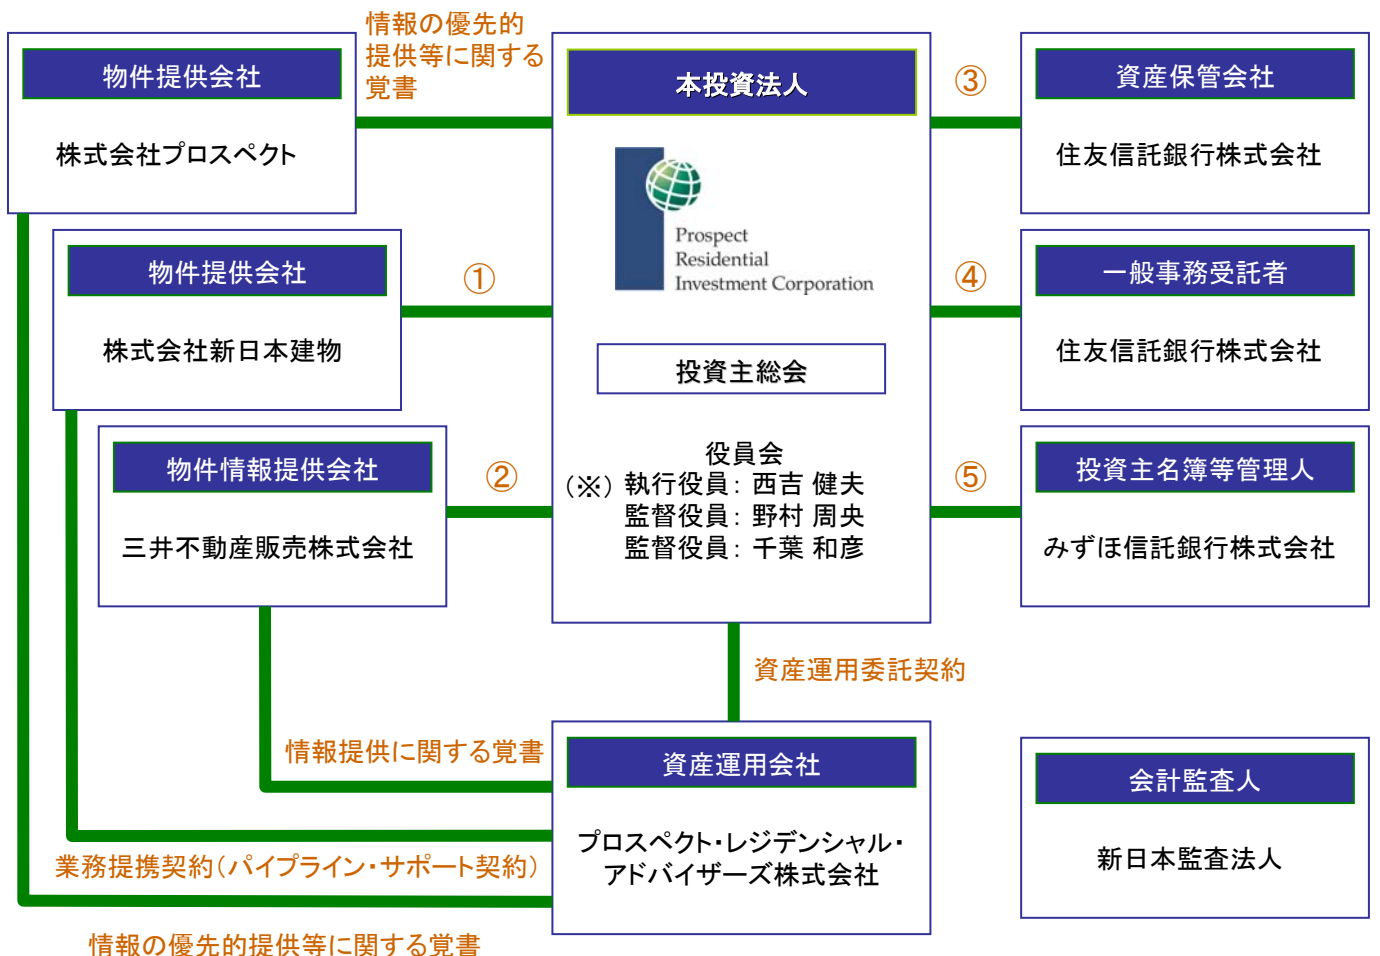 情報の優先的
提供等に関する
覚書
物件提供会社
株式会社プロスペクト
物件提供会社
株式会社新日本建物
①
物件情報提供会社
三井不動産販売株式会社
②
本投資法人
Prospect
Residential
Investment Corporation
投資主総会
役員会
（※）執行役員：西吉 健夫
監督役員：野村 周央
監督役員：千葉 和彦
③
資産保管会社
住友信託銀行株式会社
④
一般事務受託者
住友信託銀行株式会社
⑤
投資主名簿等管理人
みずほ信託銀行株式会社
資産運用委託契約
情報提供に関する覚書
業務提携契約（パイプライン・サポート契約）
情報の優先的提供等に関する覚書
資産運用会社
プロスペクト・レジデンシャル・
アドバイザーズ株式会社
会計監査人
新日本監査法人